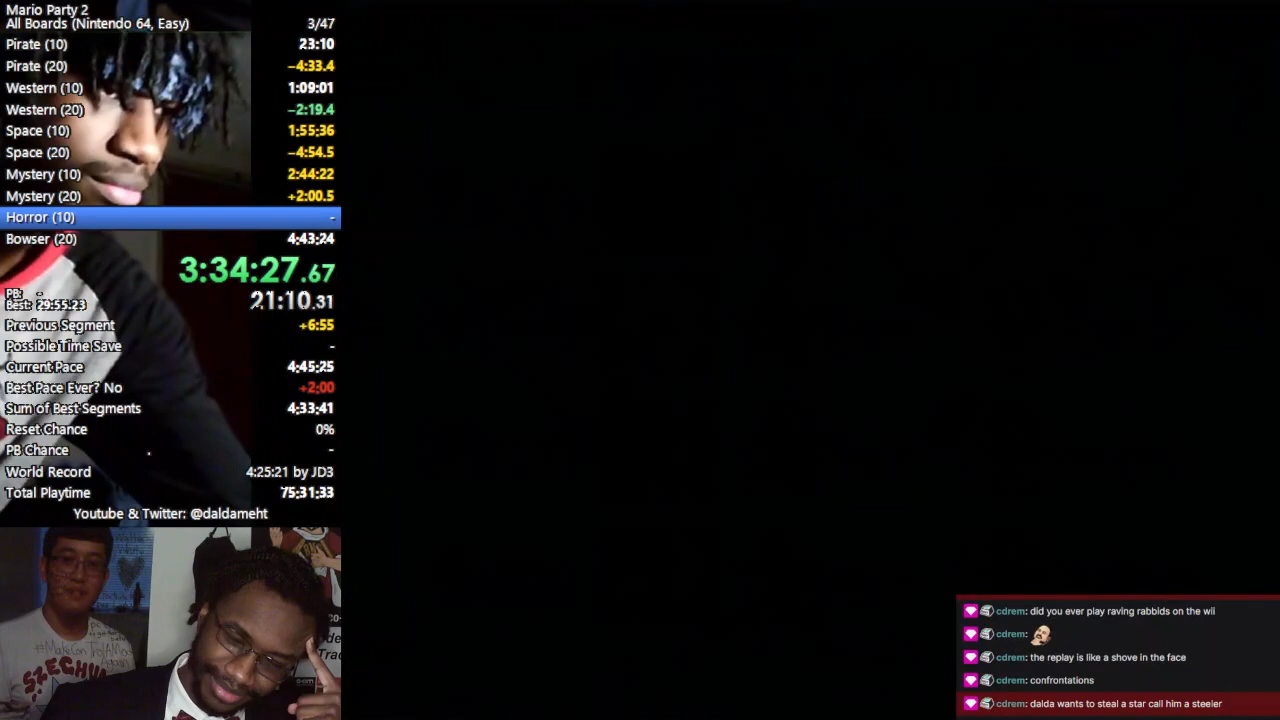 Mario Party 2
All Boards (Nintendo 64, Easy) 3/47
Pirate (10) 23:10
Pirate (20) −4:33.4
Western (10) 1:09:01
Western (20) −2:19.4
Space (10) 1:55:36
Space (20) −4:54.5
Mystery (10) 2:44:22
Mystery (20) +2:00.5
Horror (10) -
Bowser (20) 4:43:24
3:34:27.67
PB: -
21:10.31
Best: 29:55.23
Previous Segment +6:55
Possible Time Save -
Current Pace 4:45:25
Best Pace Ever? No +2:00
Sum of Best Segments 4:33:41
Reset Chance 0%
PB Chance -
World Record 4:25:21 by JD3
Total Playtime 75:31:33
Youtube & Twitter: @daldameht
cdrem: did you ever play raving rabbids on the wii
cdrem:
cdrem: the replay is like a shove in the face
cdrem: confrontations
cdrem: dalda wants to steal a star call him a steeler